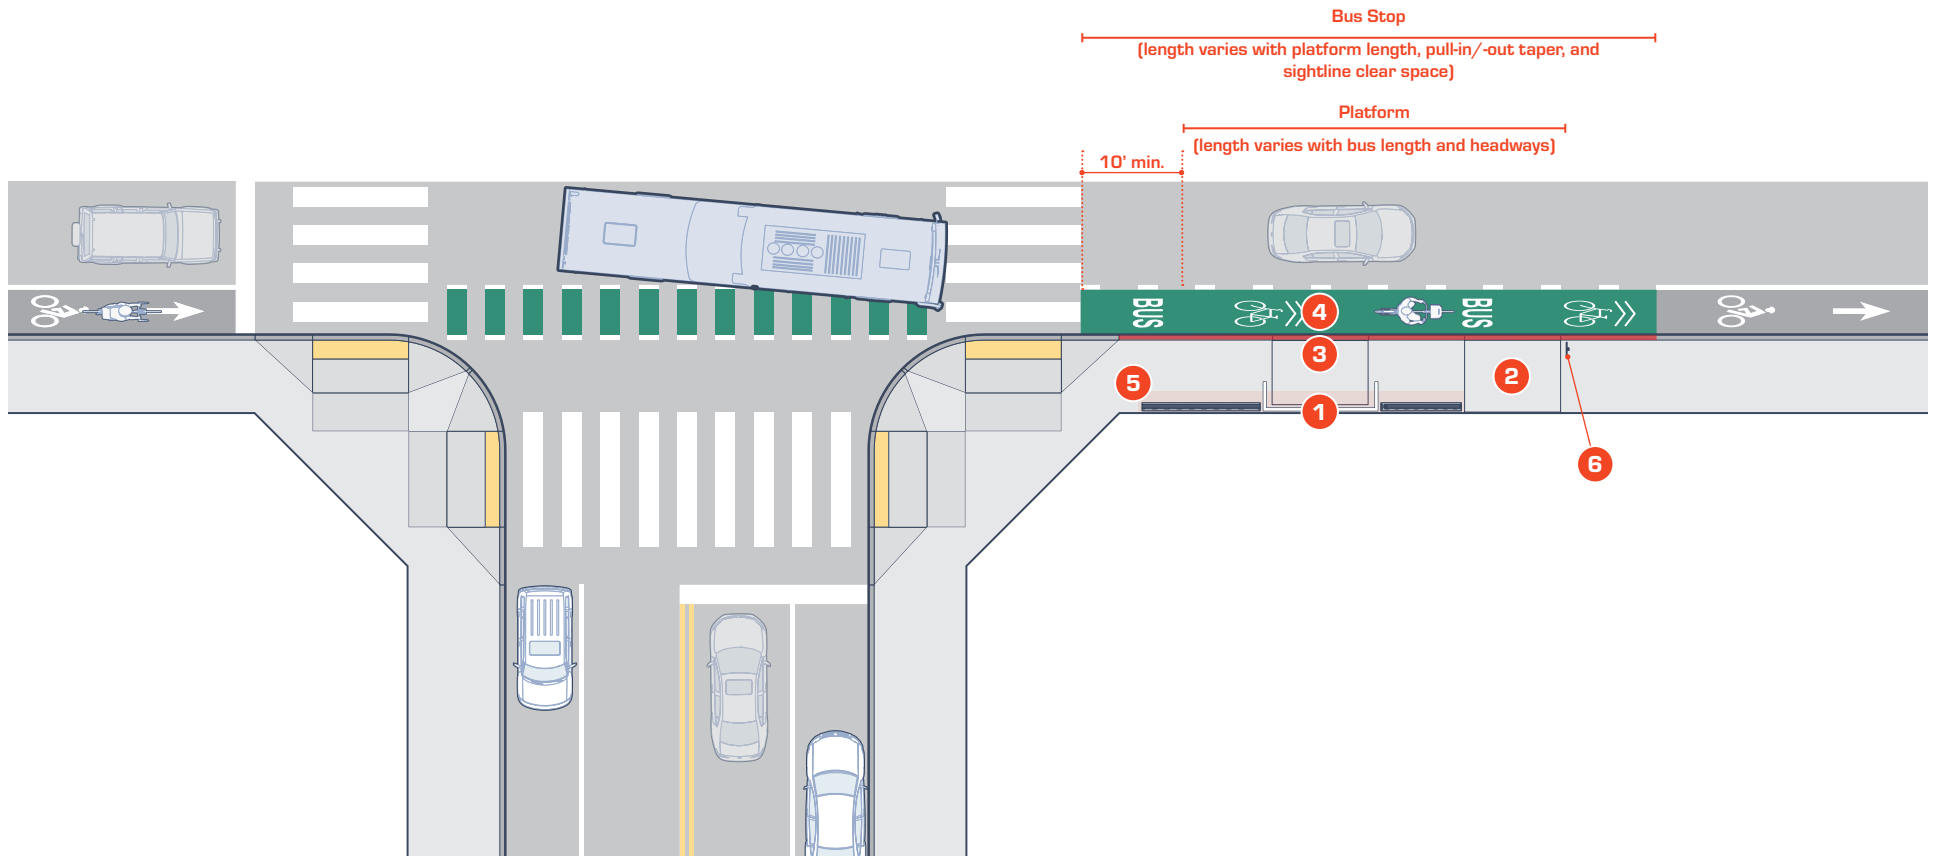 Bus Stop
(length varies with platform length, pull-in/-out taper, and
sightline clear space)
Platform
(length varies with bus length and headways)
10' min.
BUS
4
BUS
3
5
2
1
6